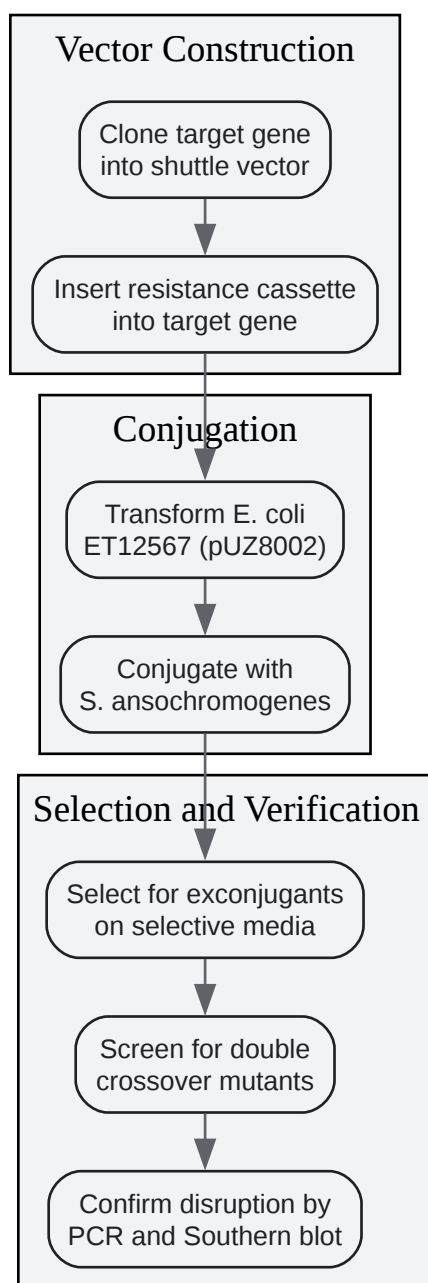 Vector Construction
Clone target gene
into shuttle vector
Insert resistance cassette
into target gene
Conjugation
Transform E. coli
ET12567 (pUZ8002)
Conjugate with
S. ansochromogenes
Selection and Verification
Select for exconjugants
on selective media
Screen for double
crossover mutants
Confirm disruption by
PCR and Southern blot